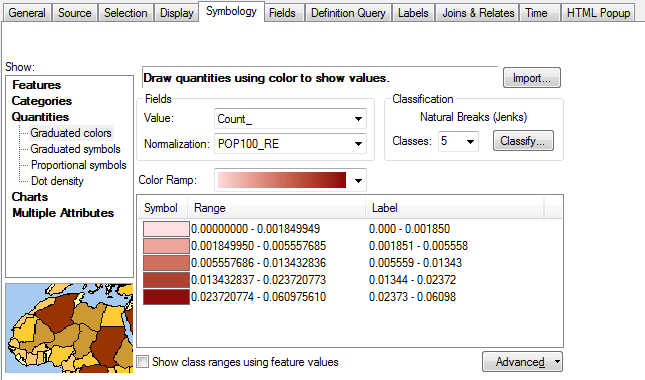 General Source Selection Display Symbology Fields Definition Query Labels Joins & Relates Time HTML Popup
Show:
Features
Categories
Quantities
Graduated colors
Graduated symbols
Proportional symbols
Dot density
Charts
Multiple Attributes
Draw quantities using color to show values.
Import...
Fields
Value: Count_
Normalization: POP100_RE
Classification
Natural Breaks (Jenks)
Classes: 5 Classify...
Color Ramp:
Symbol Range Label
0.00000000 - 0.001849949 0.000 - 0.001850
0.001849950 - 0.005557685 0.001851 - 0.005558
0.005557686 - 0.013432836 0.005559 - 0.01343
0.013432837 - 0.023720773 0.01344 - 0.02372
0.023720774 - 0.060975610 0.02373 - 0.06098
Show class ranges using feature values
Advanced